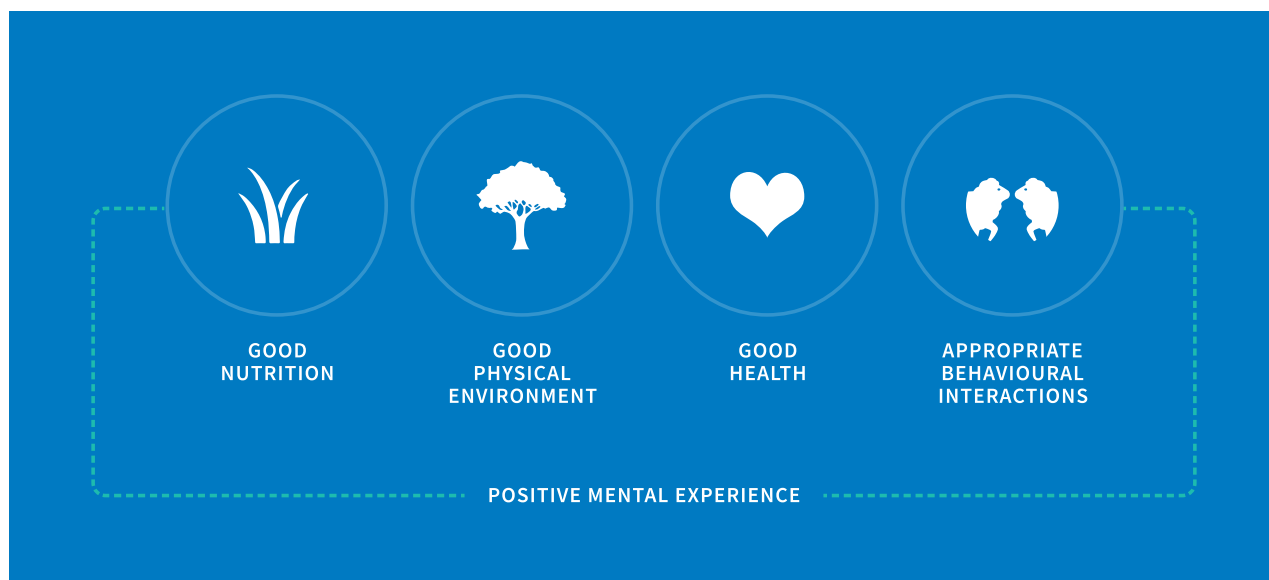 GOOD
NUTRITION
GOOD
PHYSICAL
ENVIRONMENT
GOOD
HEALTH
APPROPRIATE
BEHAVIOURAL
INTERACTIONS
POSITIVE MENTAL EXPERIENCE